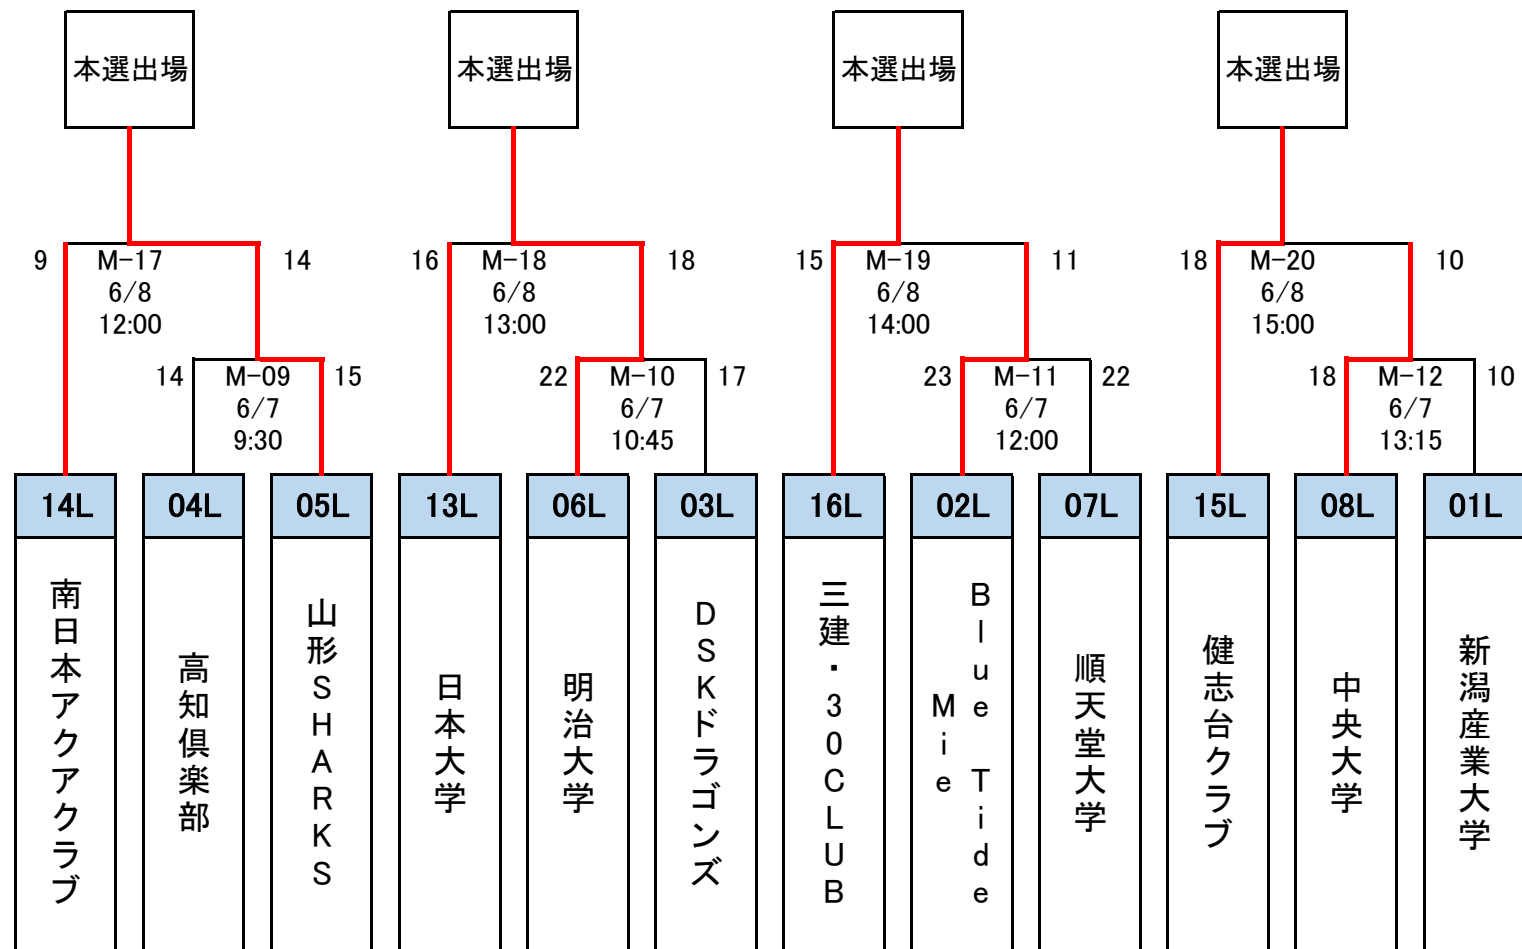 本選出場 本選出場 本選出場 本選出場
9 M-17 14 16 M-18 18 15 M-19 11 18 M-20 10
6/8 6/8 6/8 6/8
12:00 13:00 14:00 15:00
14 M-09 15 22 M-10 17 23 M-11 22 18 M-12 10
6/7 6/7 6/7 6/7
9:30 10:45 12:00 13:15
14L 04L 05L 13L 06L 03L 16L 02L 07L 15L 08L 01L
南日本アクアクラブ
高知倶楽部
山形SHARKS
日本大学
明治大学
DSKドラゴンズ
三建・30CLUB
Blue Tide
Mie
順天堂大学
健志台クラブ
中央大学
新潟産業大学